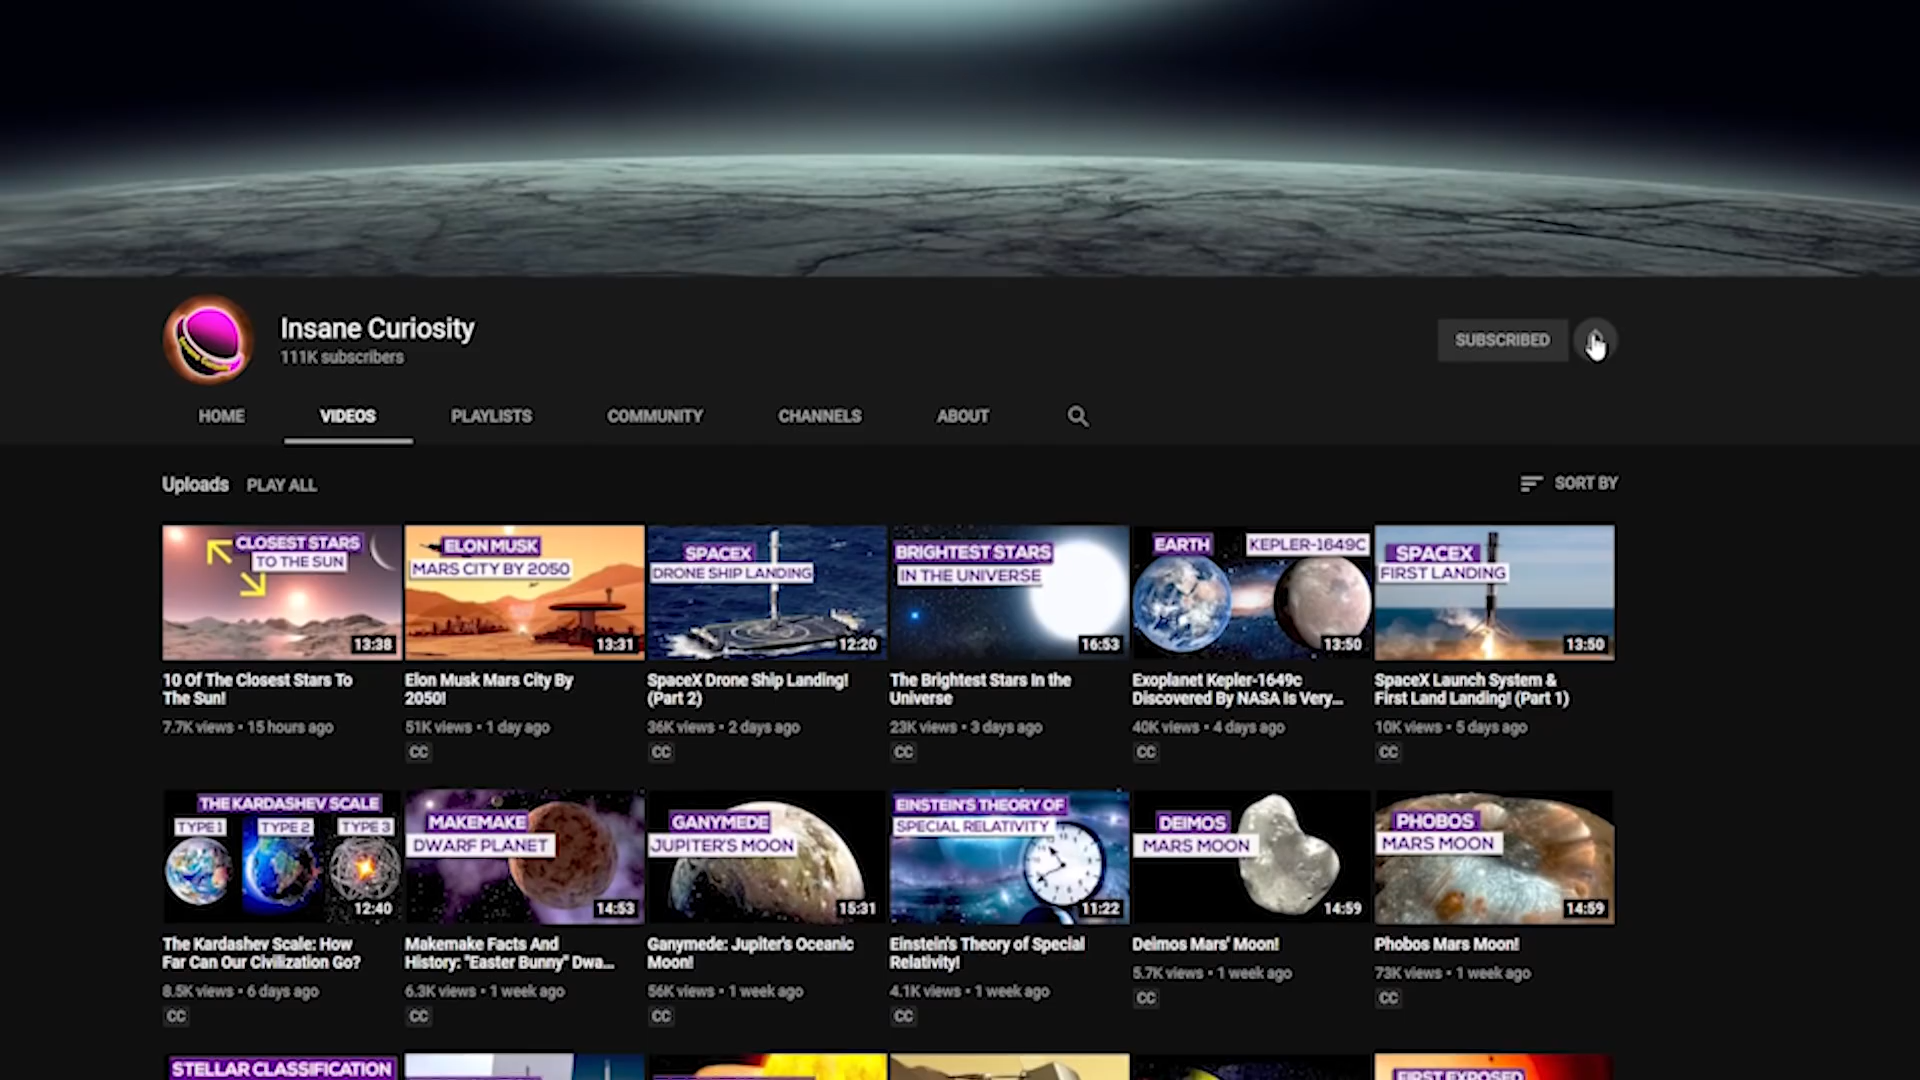 Insane Curiosity
111K subscribers
SUBSCRIBED
HOME VIDEOS PLAYLISTS COMMUNITY CHANNELS ABOUT
Uploads PLAY ALL SORT BY
CLOSEST STARS
TO THE SUN
13:38
ELON MUSK
MARS CITY BY 2050
13:31
SPACEX
DRONE SHIP LANDING
12:20
BRIGHTEST STARS
IN THE UNIVERSE
16:53
EARTH KEPLER-1649C
13:50
SPACEX
FIRST LANDING
13:50
10 Of The Closest Stars To
The Sun!
7.7K views • 15 hours ago
Elon Musk Mars City By
2050!
51K views • 1 day ago
CC
SpaceX Drone Ship Landing!
(Part 2)
36K views • 2 days ago
CC
The Brightest Stars In the
Universe
23K views • 3 days ago
CC
Exoplanet Kepler-1649c
Discovered By NASA Is Very...
40K views • 4 days ago
CC
SpaceX Launch System &
First Land Landing! (Part 1)
10K views • 5 days ago
CC
THE KARDASHEV SCALE
TYPE 1 TYPE 2 TYPE 3
12:40
MAKEMAKE
DWARF PLANET
14:53
GANYMEDE
JUPITER'S MOON
15:31
EINSTEIN'S THEORY OF
SPECIAL RELATIVITY
11:22
DEIMOS
MARS MOON
14:59
PHOBOS
MARS MOON
14:59
The Kardashev Scale: How
Far Can Our Civilization Go?
8.5K views • 6 days ago
CC
Makemake Facts And
History: "Easter Bunny" Dwa...
6.3K views • 1 week ago
CC
Ganymede: Jupiter's Oceanic
Moon!
56K views • 1 week ago
CC
Einstein's Theory of Special
Relativity!
4.1K views • 1 week ago
CC
Deimos Mars' Moon!
5.7K views • 1 week ago
CC
Phobos Mars Moon!
73K views • 1 week ago
CC
STELLAR CLASSIFICATION
FIRST EXPOSED